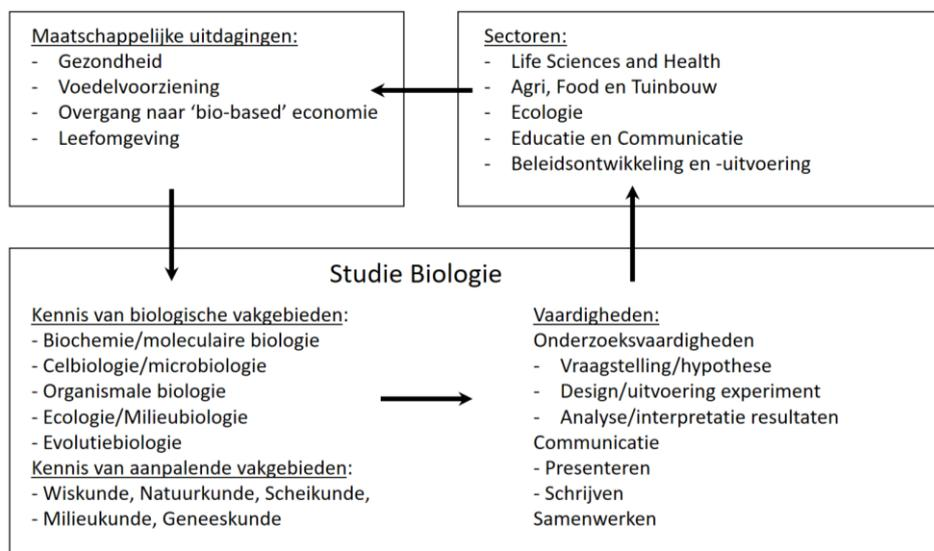 Maatschappelijke uitdagingen:
- Gezondheid
- Voedelvoorziening
- Overgang naar ‘bio-based’ economie
- Leefomgeving
Sectoren:
- Life Sciences and Health
- Agri, Food en Tuinbouw
- Ecologie
- Educatie en Communicatie
- Beleidsontwikkeling en -uitvoering
Studie Biologie
Kennis van biologische vakgebieden:
- Biochemie/moleculaire biologie
- Celbiologie/microbiologie
- Organismale biologie
- Ecologie/Milieubiologie
- Evolutiebiologie
Kennis van aanpalende vakgebieden:
- Wiskunde, Natuurkunde, Scheikunde,
- Milieukunde, Geneeskunde
Vaardigheden:
Onderzoeksvaardigheden
- Vraagstelling/hypothese
- Design/uitvoering experiment
- Analyse/interpretatie resultaten
Communicatie
- Presenteren
- Schrijven
Samenwerken